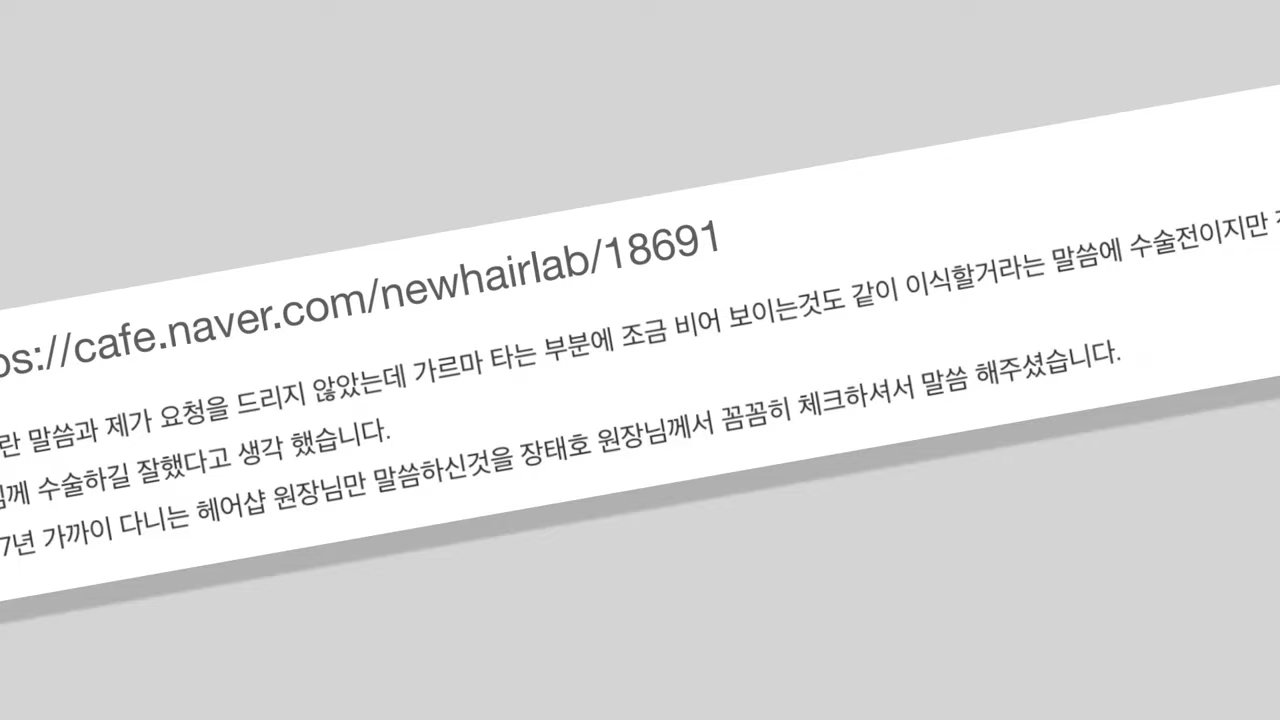 ps://cafe.naver.com/newhairlab/18691
란 말씀과 제가 요청을 드리지 않았는데 가르마 타는 부분에 조금 비어 보이는것도 같이 이식할거라는 말씀에 수술전이지만
께 수술하길 잘했다고 생각 했습니다.
7년 가까이 다니는 헤어샵 원장님만 말씀하신것을 장태호 원장님께서 꼼꼼히 체크하셔서 말씀 해주셨습니다.